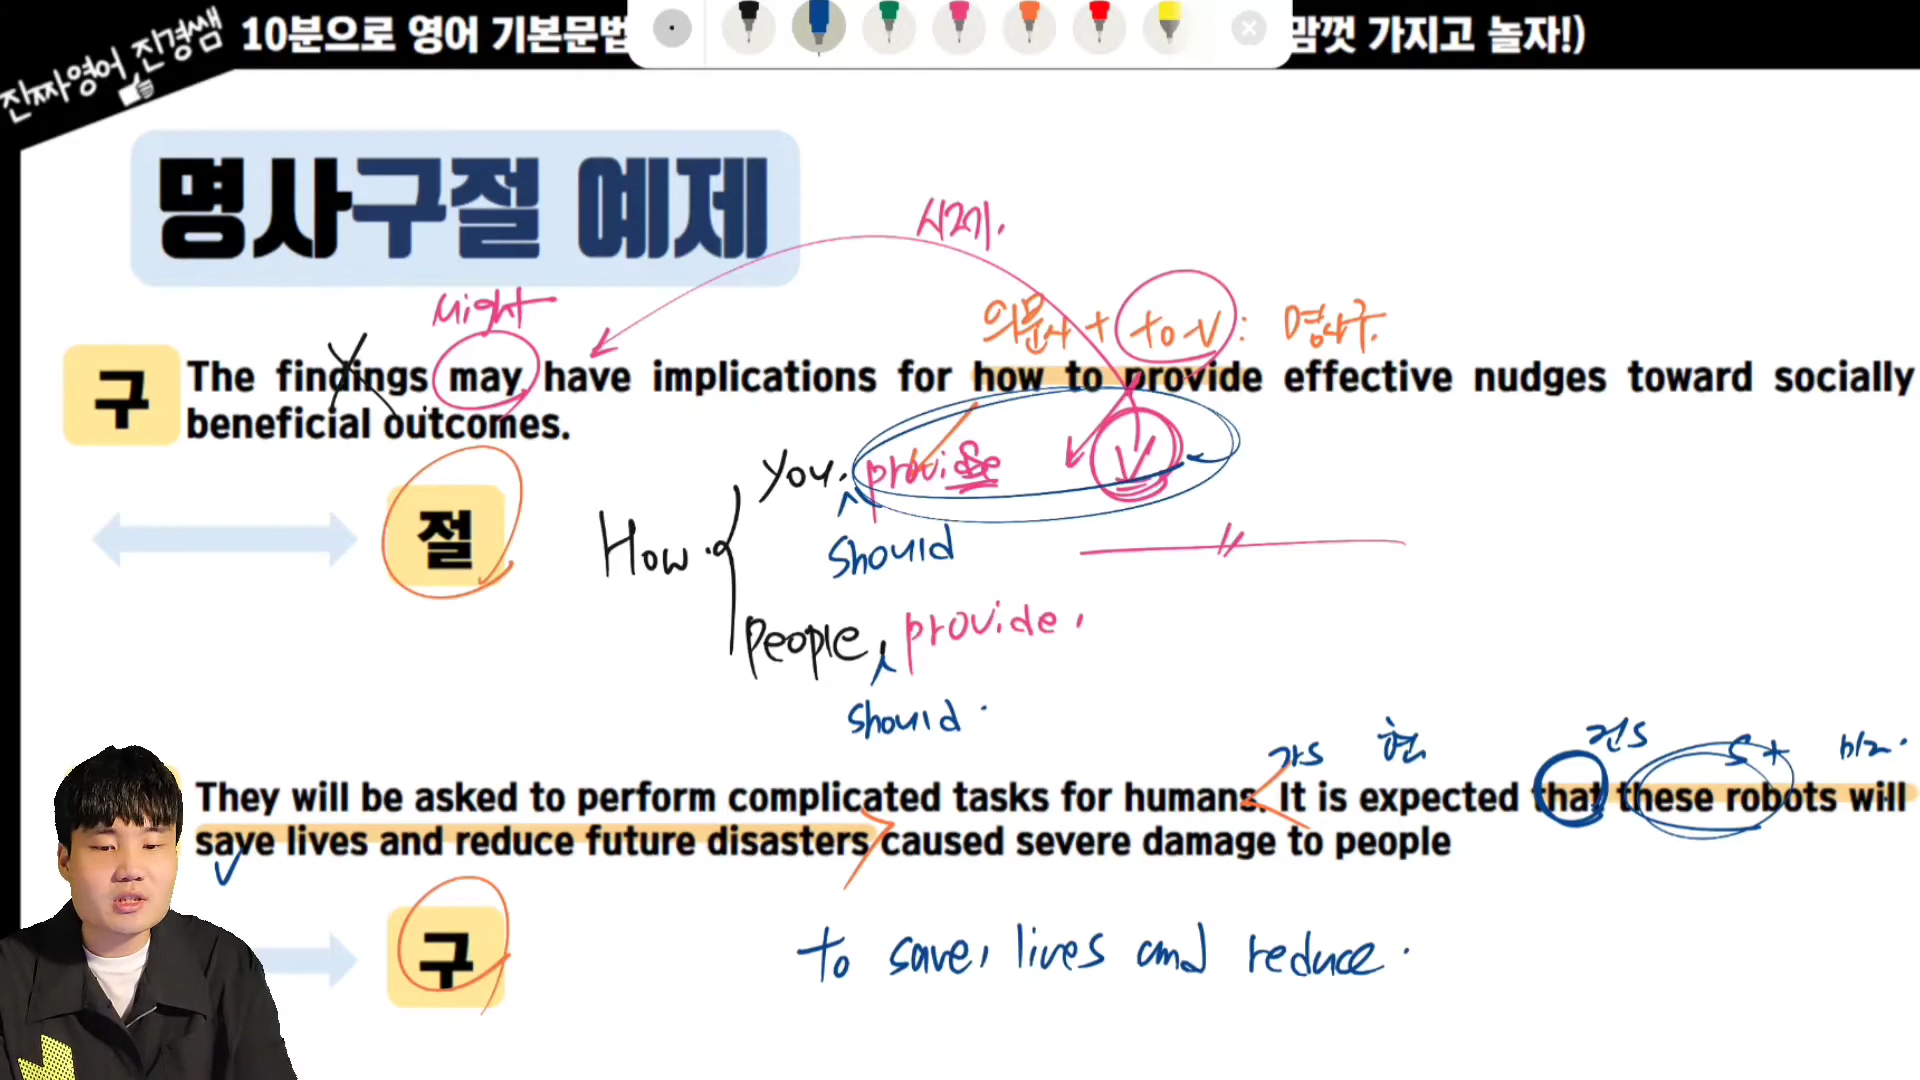 진짜영어 진경쌤
10분으로 영어 기본문법
맘껏 가지고 놀자!)
명사구절 예제
시그니.
might
의문사 + to-V : 명사구.
구
The findings may have implications for how to provide effective nudges toward socially
beneficial outcomes.
you. provide V
should
절
How
people, provide.
should.
가S 현 진S S +
They will be asked to perform complicated tasks for humans. It is expected that these robots will
save lives and reduce future disasters caused severe damage to people
구
to save, lives and reduce.